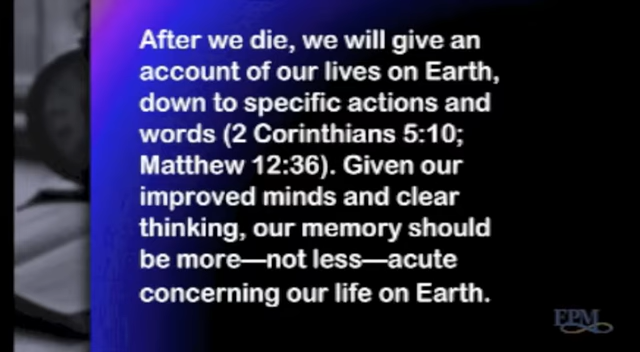 After we die, we will give an
account of our lives on Earth,
down to specific actions and
words (2 Corinthians 5:10;
Matthew 12:36). Given our
improved minds and clear
thinking, our memory should
be more—not less—acute
concerning our life on Earth.
EPM